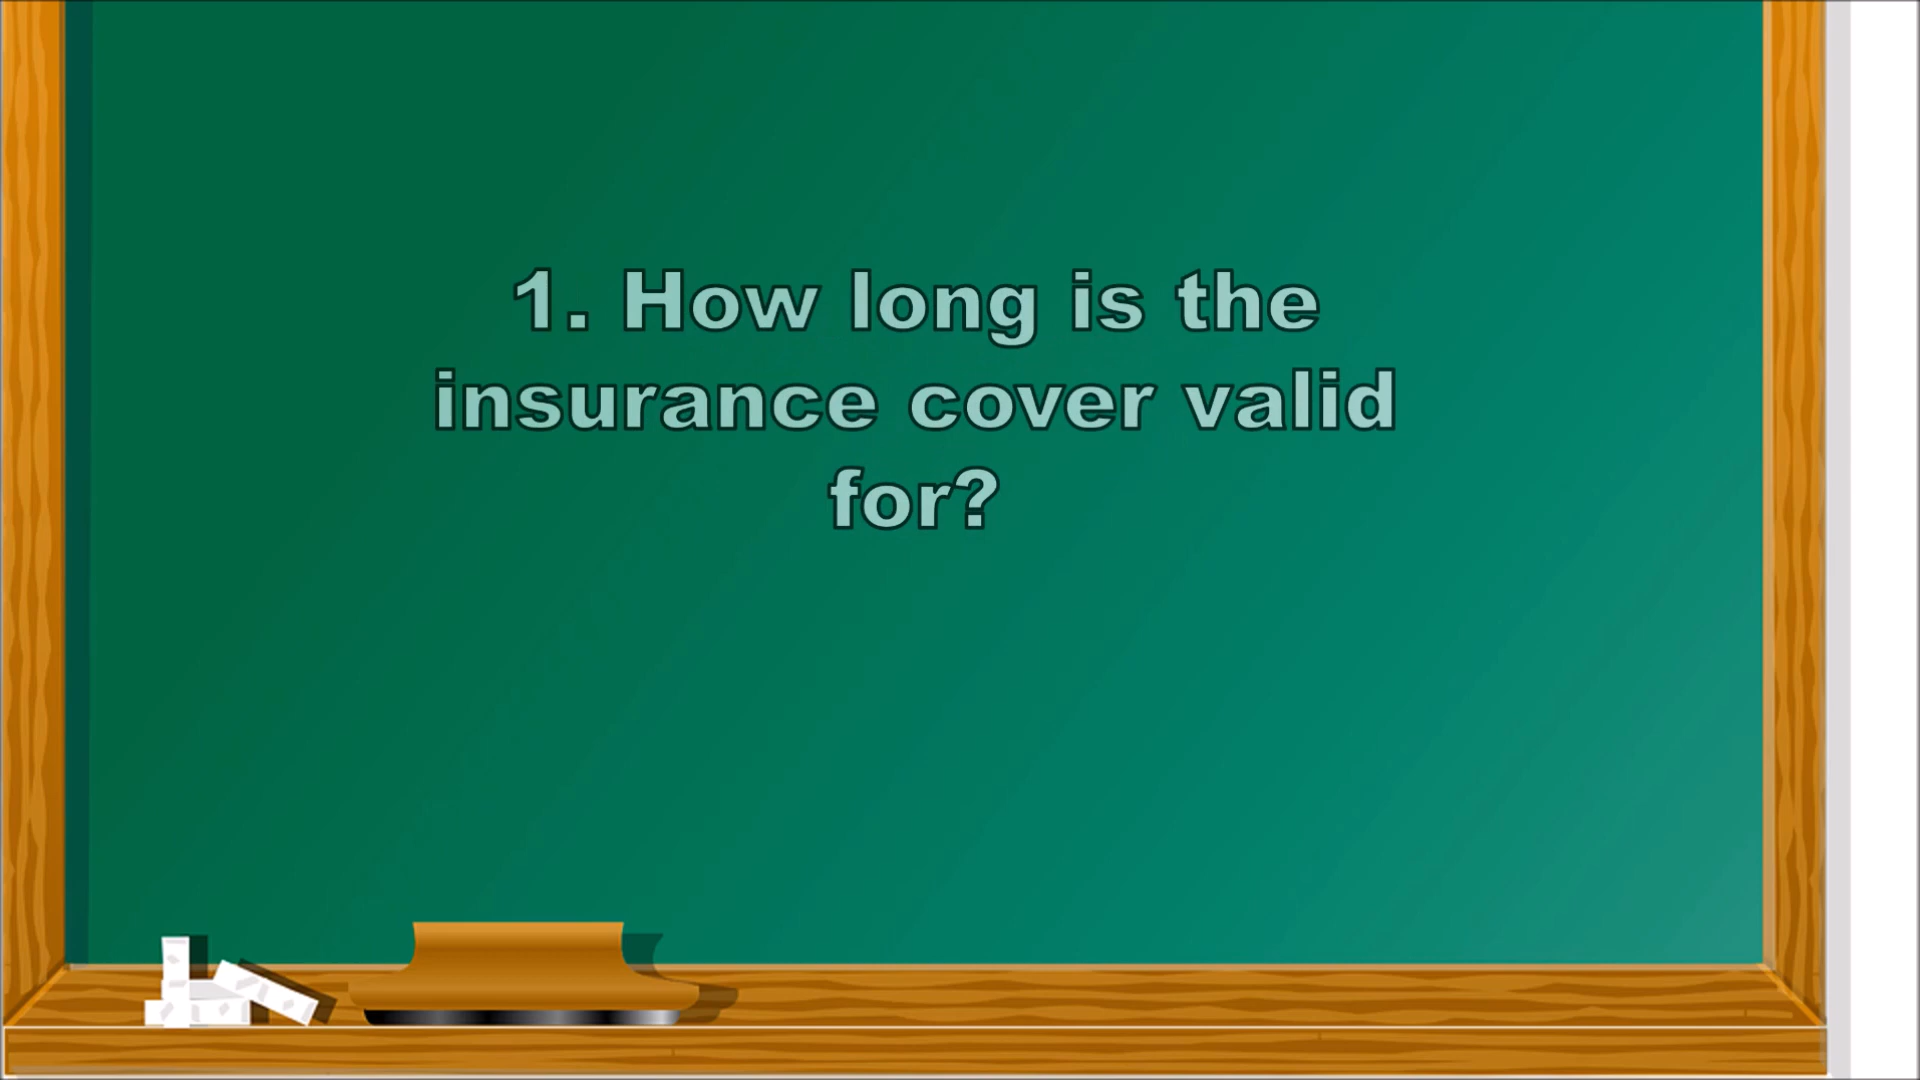 1. How long is the
insurance cover valid
for?